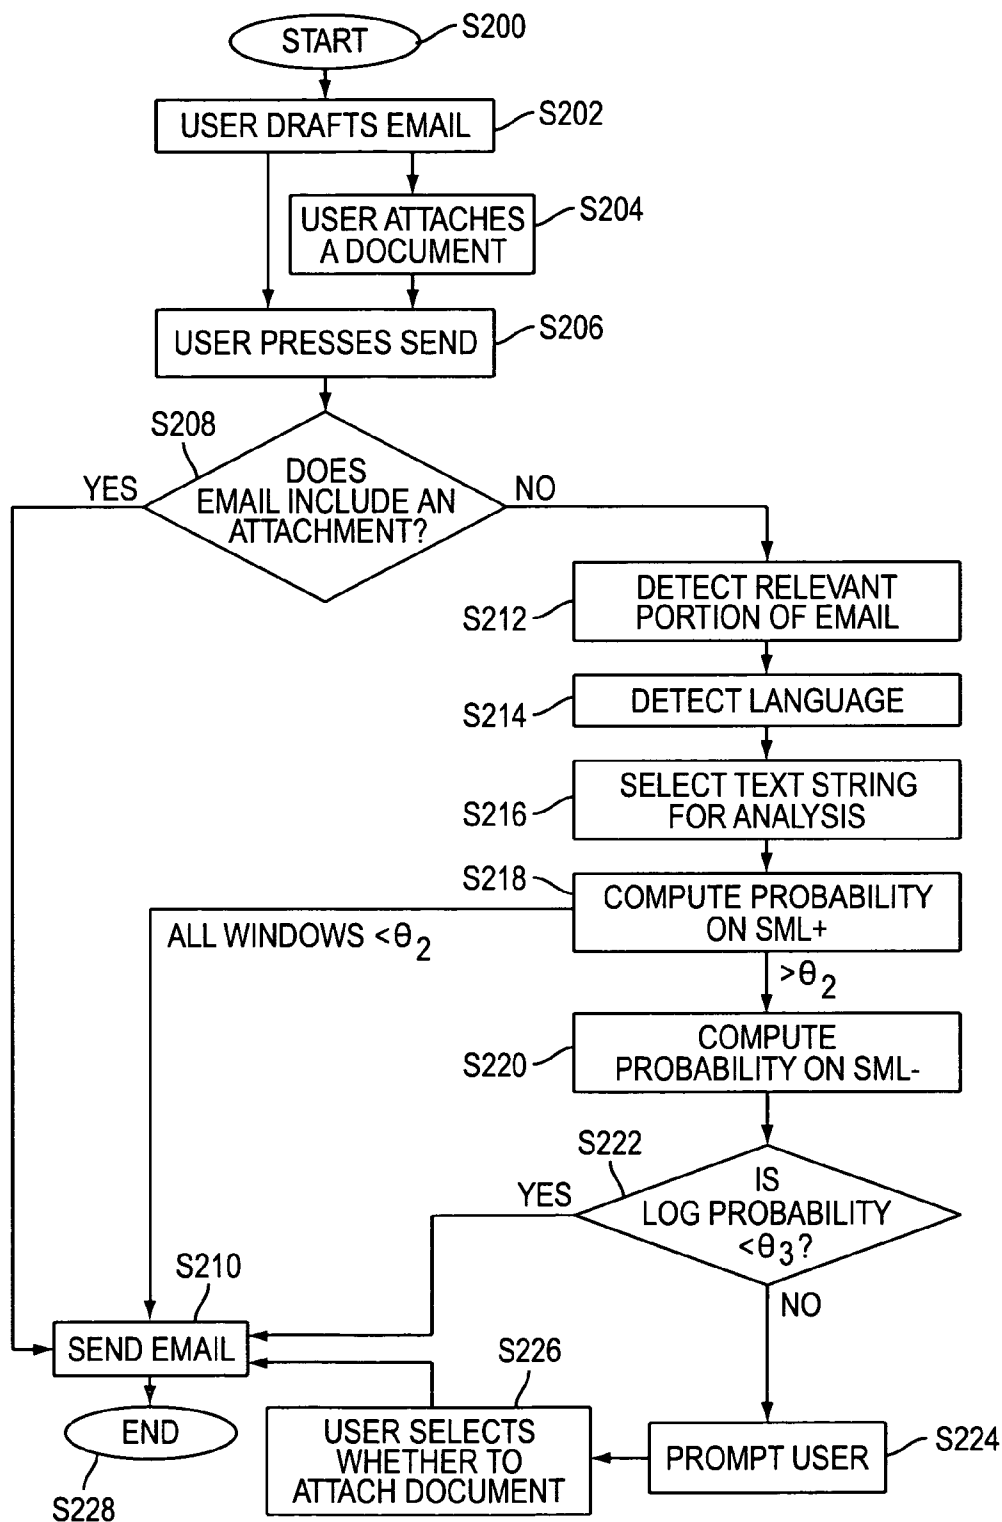 START
S200
USER DRAFTS EMAIL
S202
USER ATTACHES
A DOCUMENT
S204
USER PRESSES SEND
S206
S208
DOES
EMAIL INCLUDE AN
ATTACHMENT?
YES
NO
DETECT RELEVANT
PORTION OF EMAIL
S212
DETECT LANGUAGE
S214
SELECT TEXT STRING
FOR ANALYSIS
S216
S218
COMPUTE PROBABILITY
ON SML+
ALL WINDOWS <θ2
>θ2
COMPUTE
PROBABILITY ON SML-
S220
S222
IS
LOG PROBABILITY
<θ3?
YES
NO
S210
SEND EMAIL
END
S228
S226
USER SELECTS
WHETHER TO
ATTACH DOCUMENT
PROMPT USER
S224